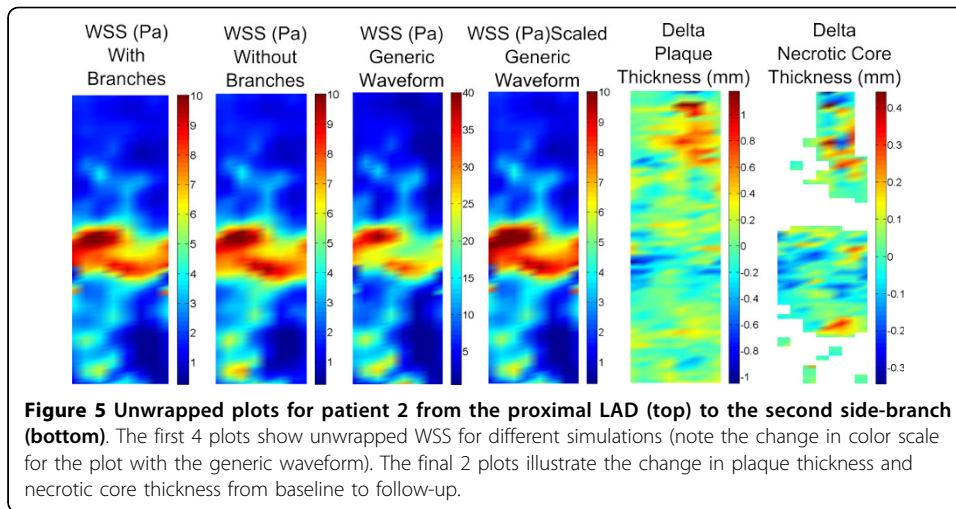 WSS (Pa)
With
Branches
WSS (Pa)
Without
Branches
WSS (Pa)
Generic
Waveform
WSS (Pa)Scaled
Generic
Waveform
Delta
Plaque
Thickness (mm)
Delta
Necrotic Core
Thickness (mm)
10
9
8
7
6
5
4
3
2
1
10
9
8
7
6
5
4
3
2
1
40
35
30
25
20
15
10
5
10
9
8
7
6
5
4
3
2
1
1
0.8
0.6
0.4
0.2
0
-0.2
-0.4
-0.6
-0.8
-1
0.4
0.3
0.2
0.1
0
-0.1
-0.2
-0.3
Figure 5 Unwrapped plots for patient 2 from the proximal LAD (top) to the second side-branch
(bottom). The first 4 plots show unwrapped WSS for different simulations (note the change in color scale
for the plot with the generic waveform). The final 2 plots illustrate the change in plaque thickness and
necrotic core thickness from baseline to follow-up.